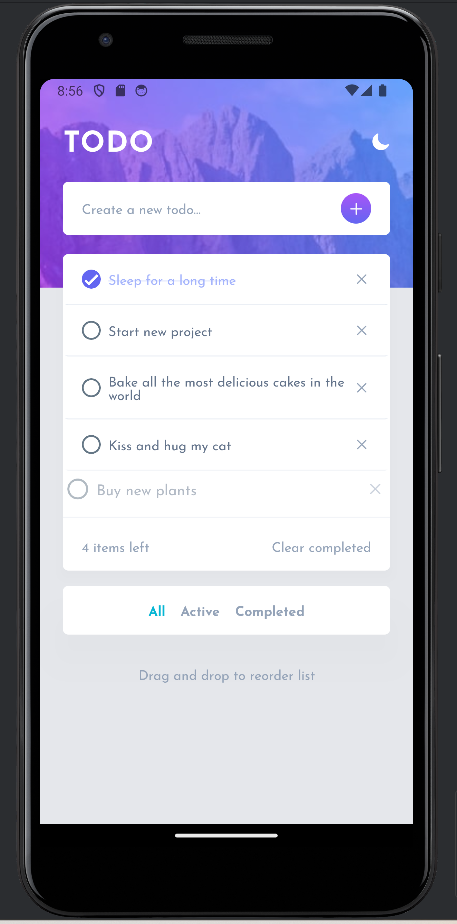 8:56
TODO
Create a new todo...
Sleep for a long time
Start new project
Bake all the most delicious cakes in the
world
Kiss and hug my cat
Buy new plants
4 items left Clear completed
All Active Completed
Drag and drop to reorder list